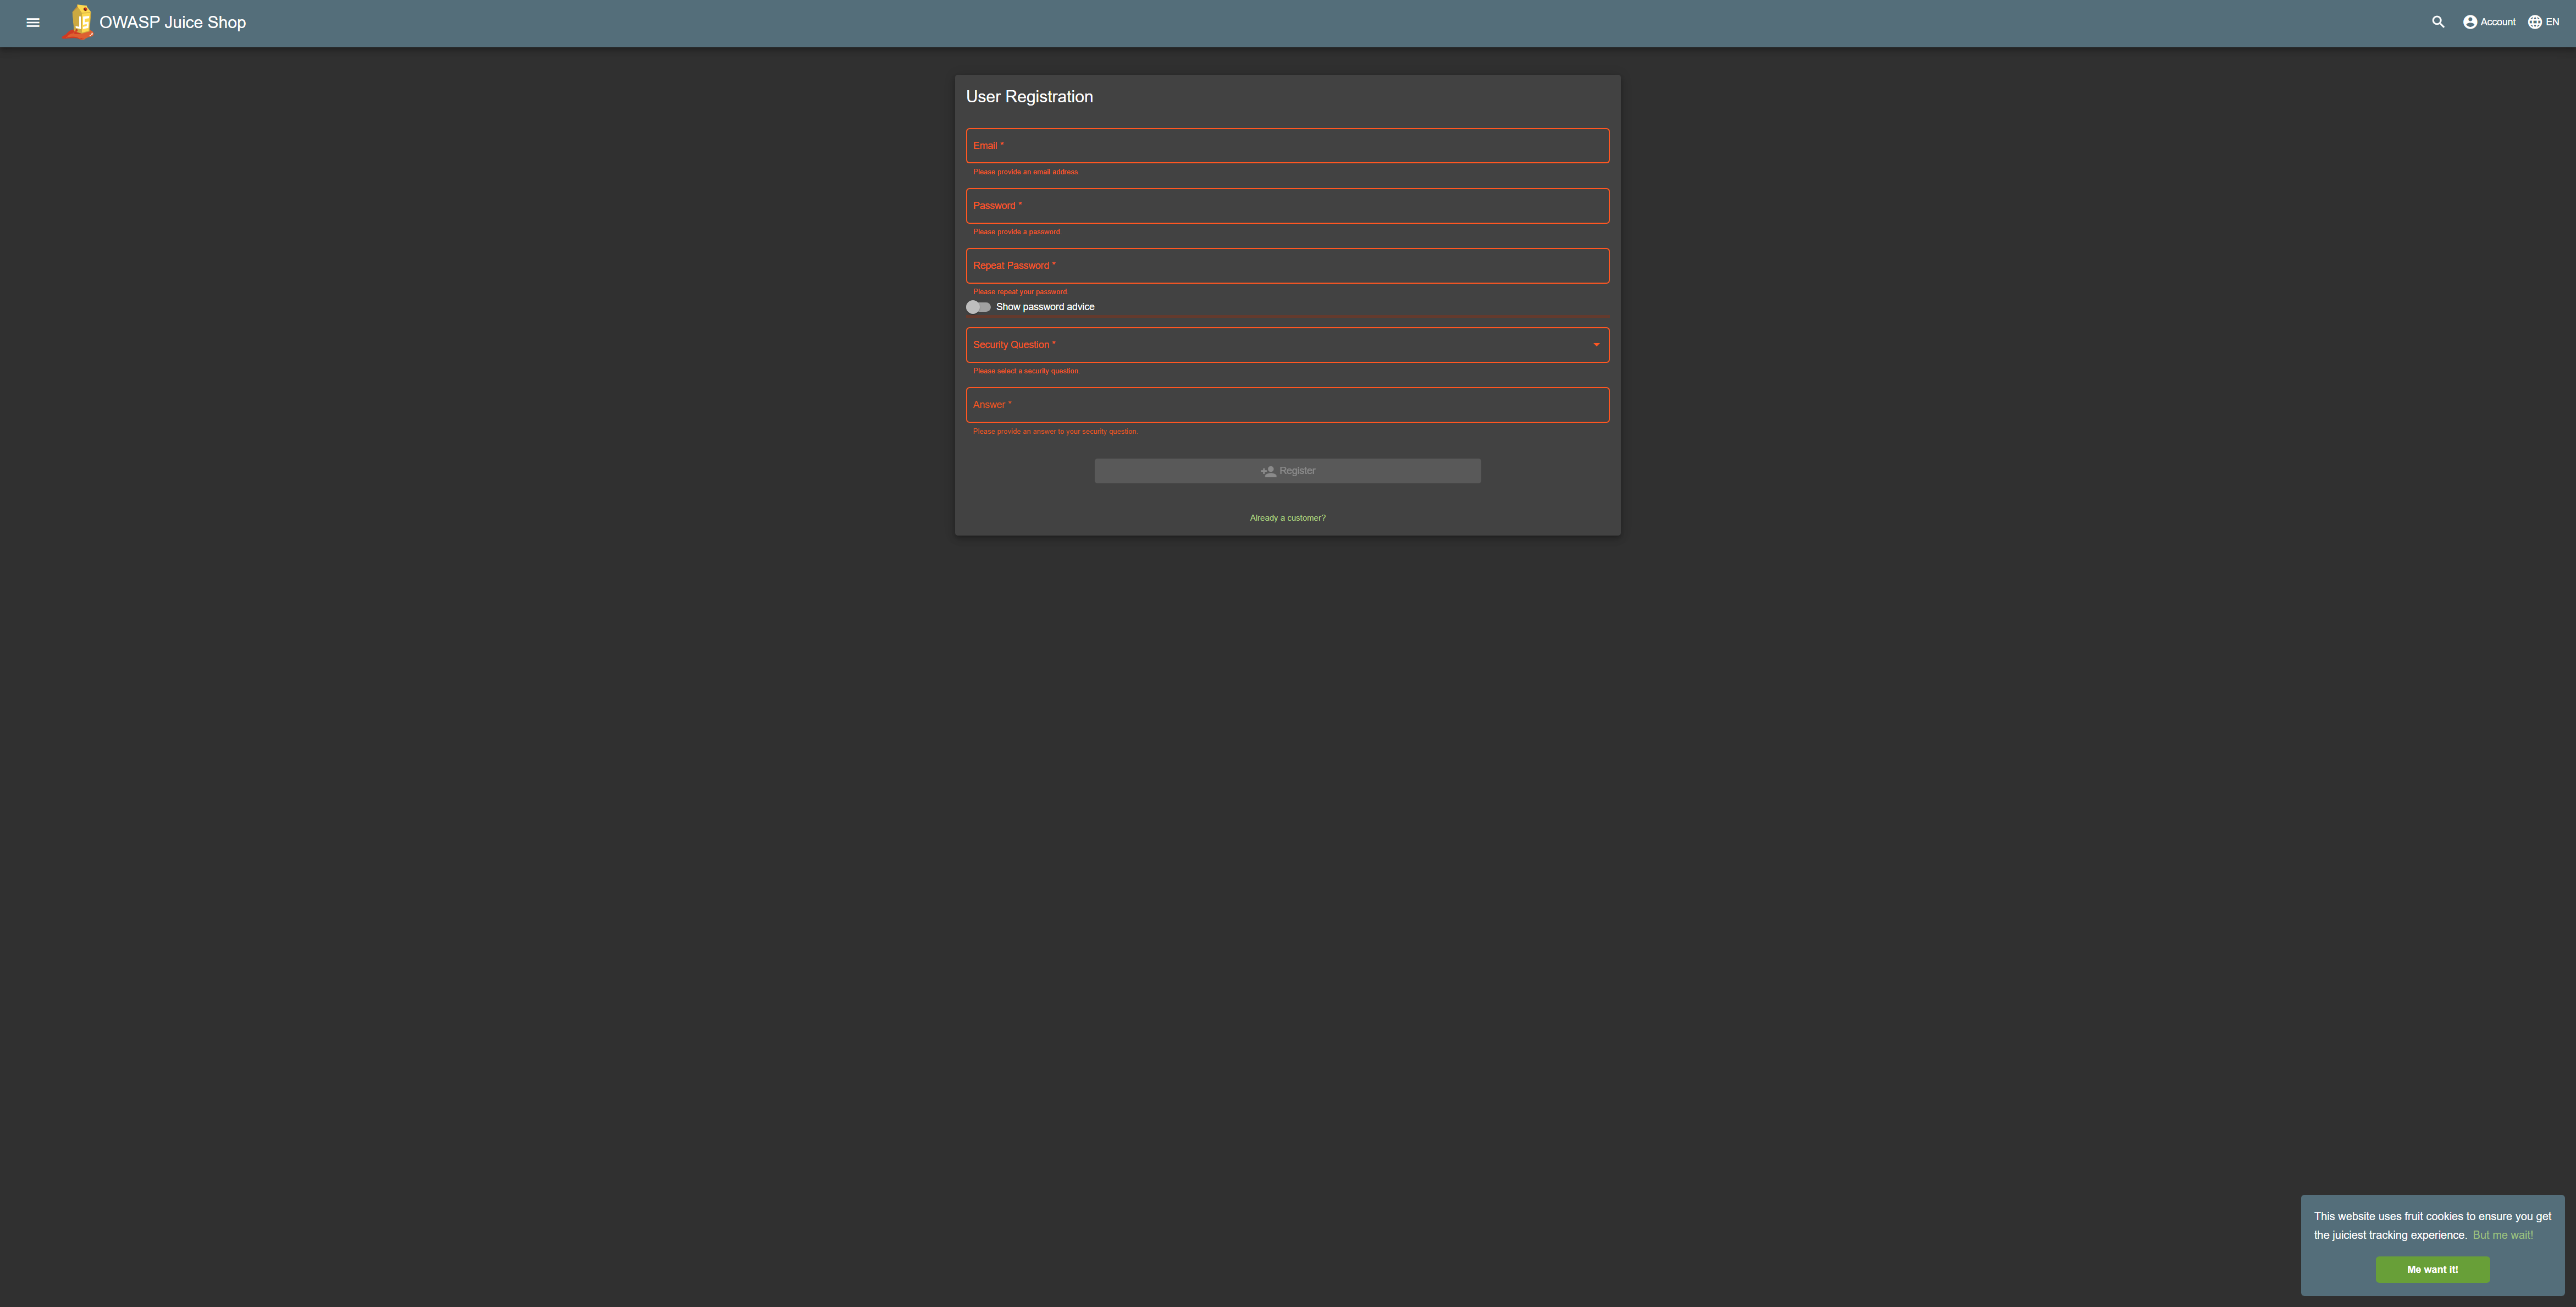 OWASP Juice Shop
Account
EN
User Registration
Email *
Please provide an email address.
Password *
Please provide a password.
Repeat Password *
Please repeat your password.
Show password advice
Security Question *
Please select a security question.
Answer *
Please provide an answer to your security question.
Register
Already a customer?
This website uses fruit cookies to ensure you get
the juiciest tracking experience. But me wait!
Me want it!